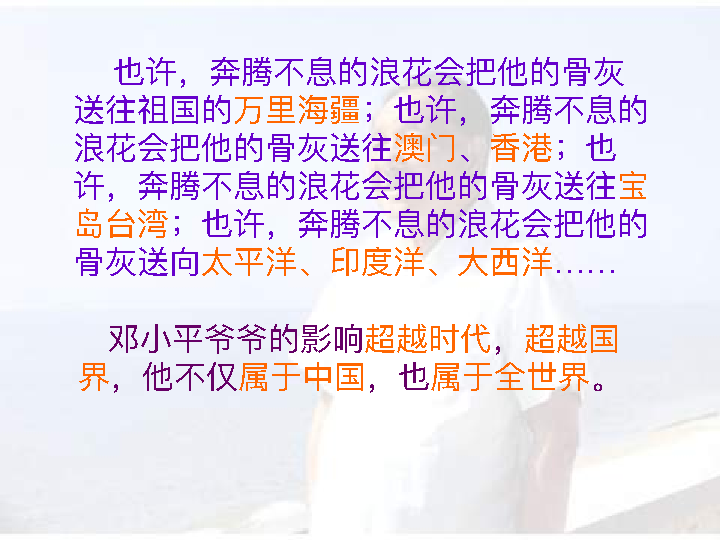 也许，奔腾不息的浪花会把他的骨灰
送往祖国的万里海疆；也许，奔腾不息的
浪花会把他的骨灰送往澳门、香港；也
许，奔腾不息的浪花会把他的骨灰送往宝
岛台湾；也许，奔腾不息的浪花会把他的
骨灰送向太平洋、印度洋、大西洋……
邓小平爷爷的影响超越时代，超越国
界，他不仅属于中国，也属于全世界。